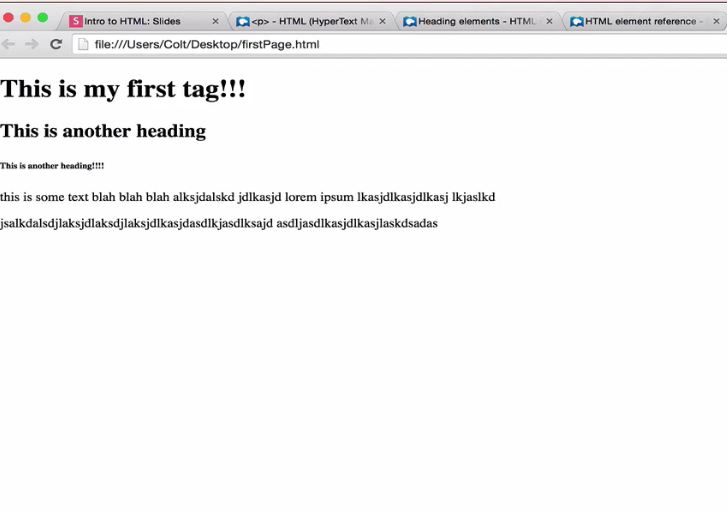 S Intro to HTML: Slides
<p> - HTML (HyperText Ma
Heading elements - HTML
HTML element reference -
file:///Users/Colt/Desktop/firstPage.html
This is my first tag!!!
This is another heading
This is another heading!!!!
this is some text blah blah blah alksjdalskd jdlkasjd lorem ipsum lkasjdlkasjdlkasj lkjaslkd
jsalkdalsdjlaksjdlaksdjlaksjdlkasjdasdlkjasdlksajd asdljasdlkasjdlkasjlaskdsadas